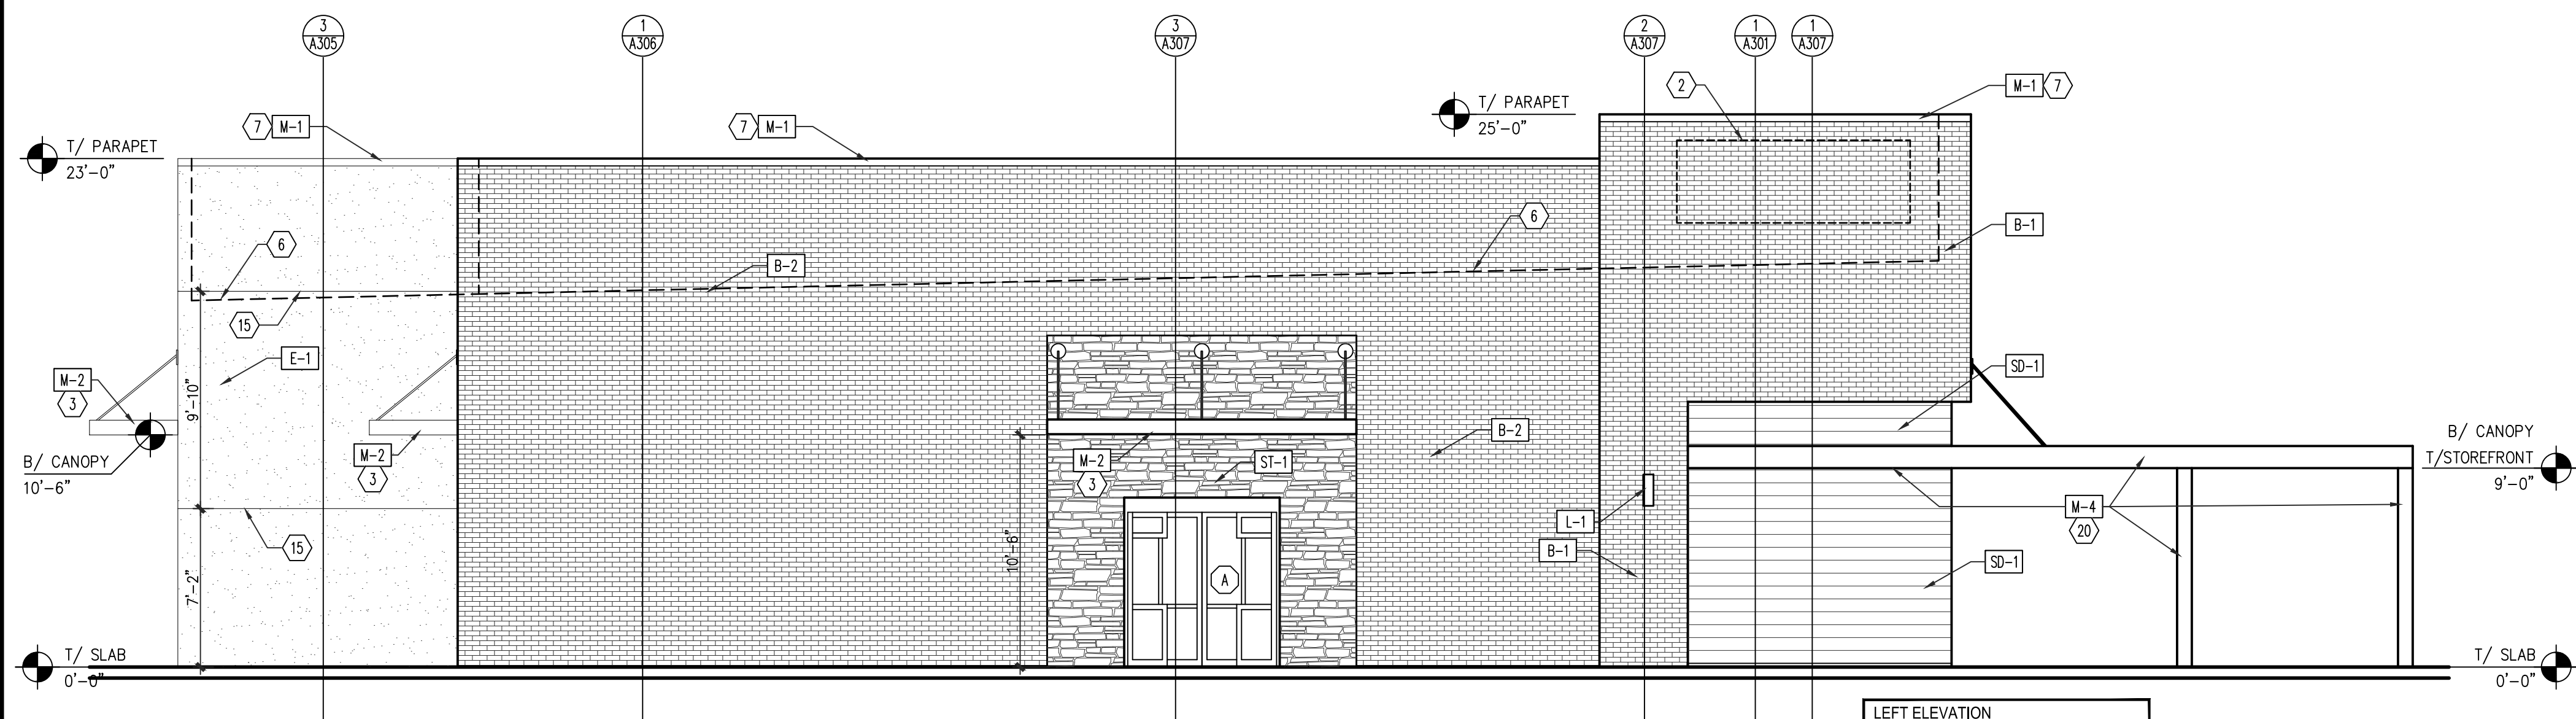 3
A305
1
A306
3
A307
2
A307
1
A301
1
A307
2
M-1 7
T/ PARAPET
25'-0"
7 M-1
7 M-1
T/ PARAPET
23'-0"
6
B-1
6
B-2
15
E-1
9'-10"
SD-1
M-2
3
B-2
B/ CANOPY
T/STOREFRONT
9'-0"
B/ CANOPY
10'-6"
M-2
3
M-2
3
ST-1
M-4
20
L-1
B-1
15
10'-6"
SD-1
A
7'-2"
T/ SLAB
0'-0"
T/ SLAB
0'-0"
LEFT ELEVATION